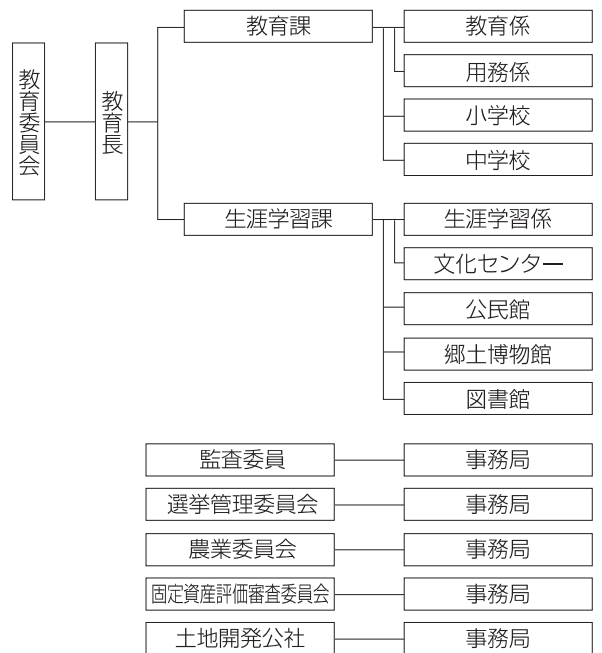 教育委員会
教育長
教育課
教育係
用務係
小学校
中学校
生涯学習課
生涯学習係
文化センター
公民館
郷土博物館
図書館
監査委員
事務局
選挙管理委員会
事務局
農業委員会
事務局
固定資産評価審査委員会
事務局
土地開発公社
事務局